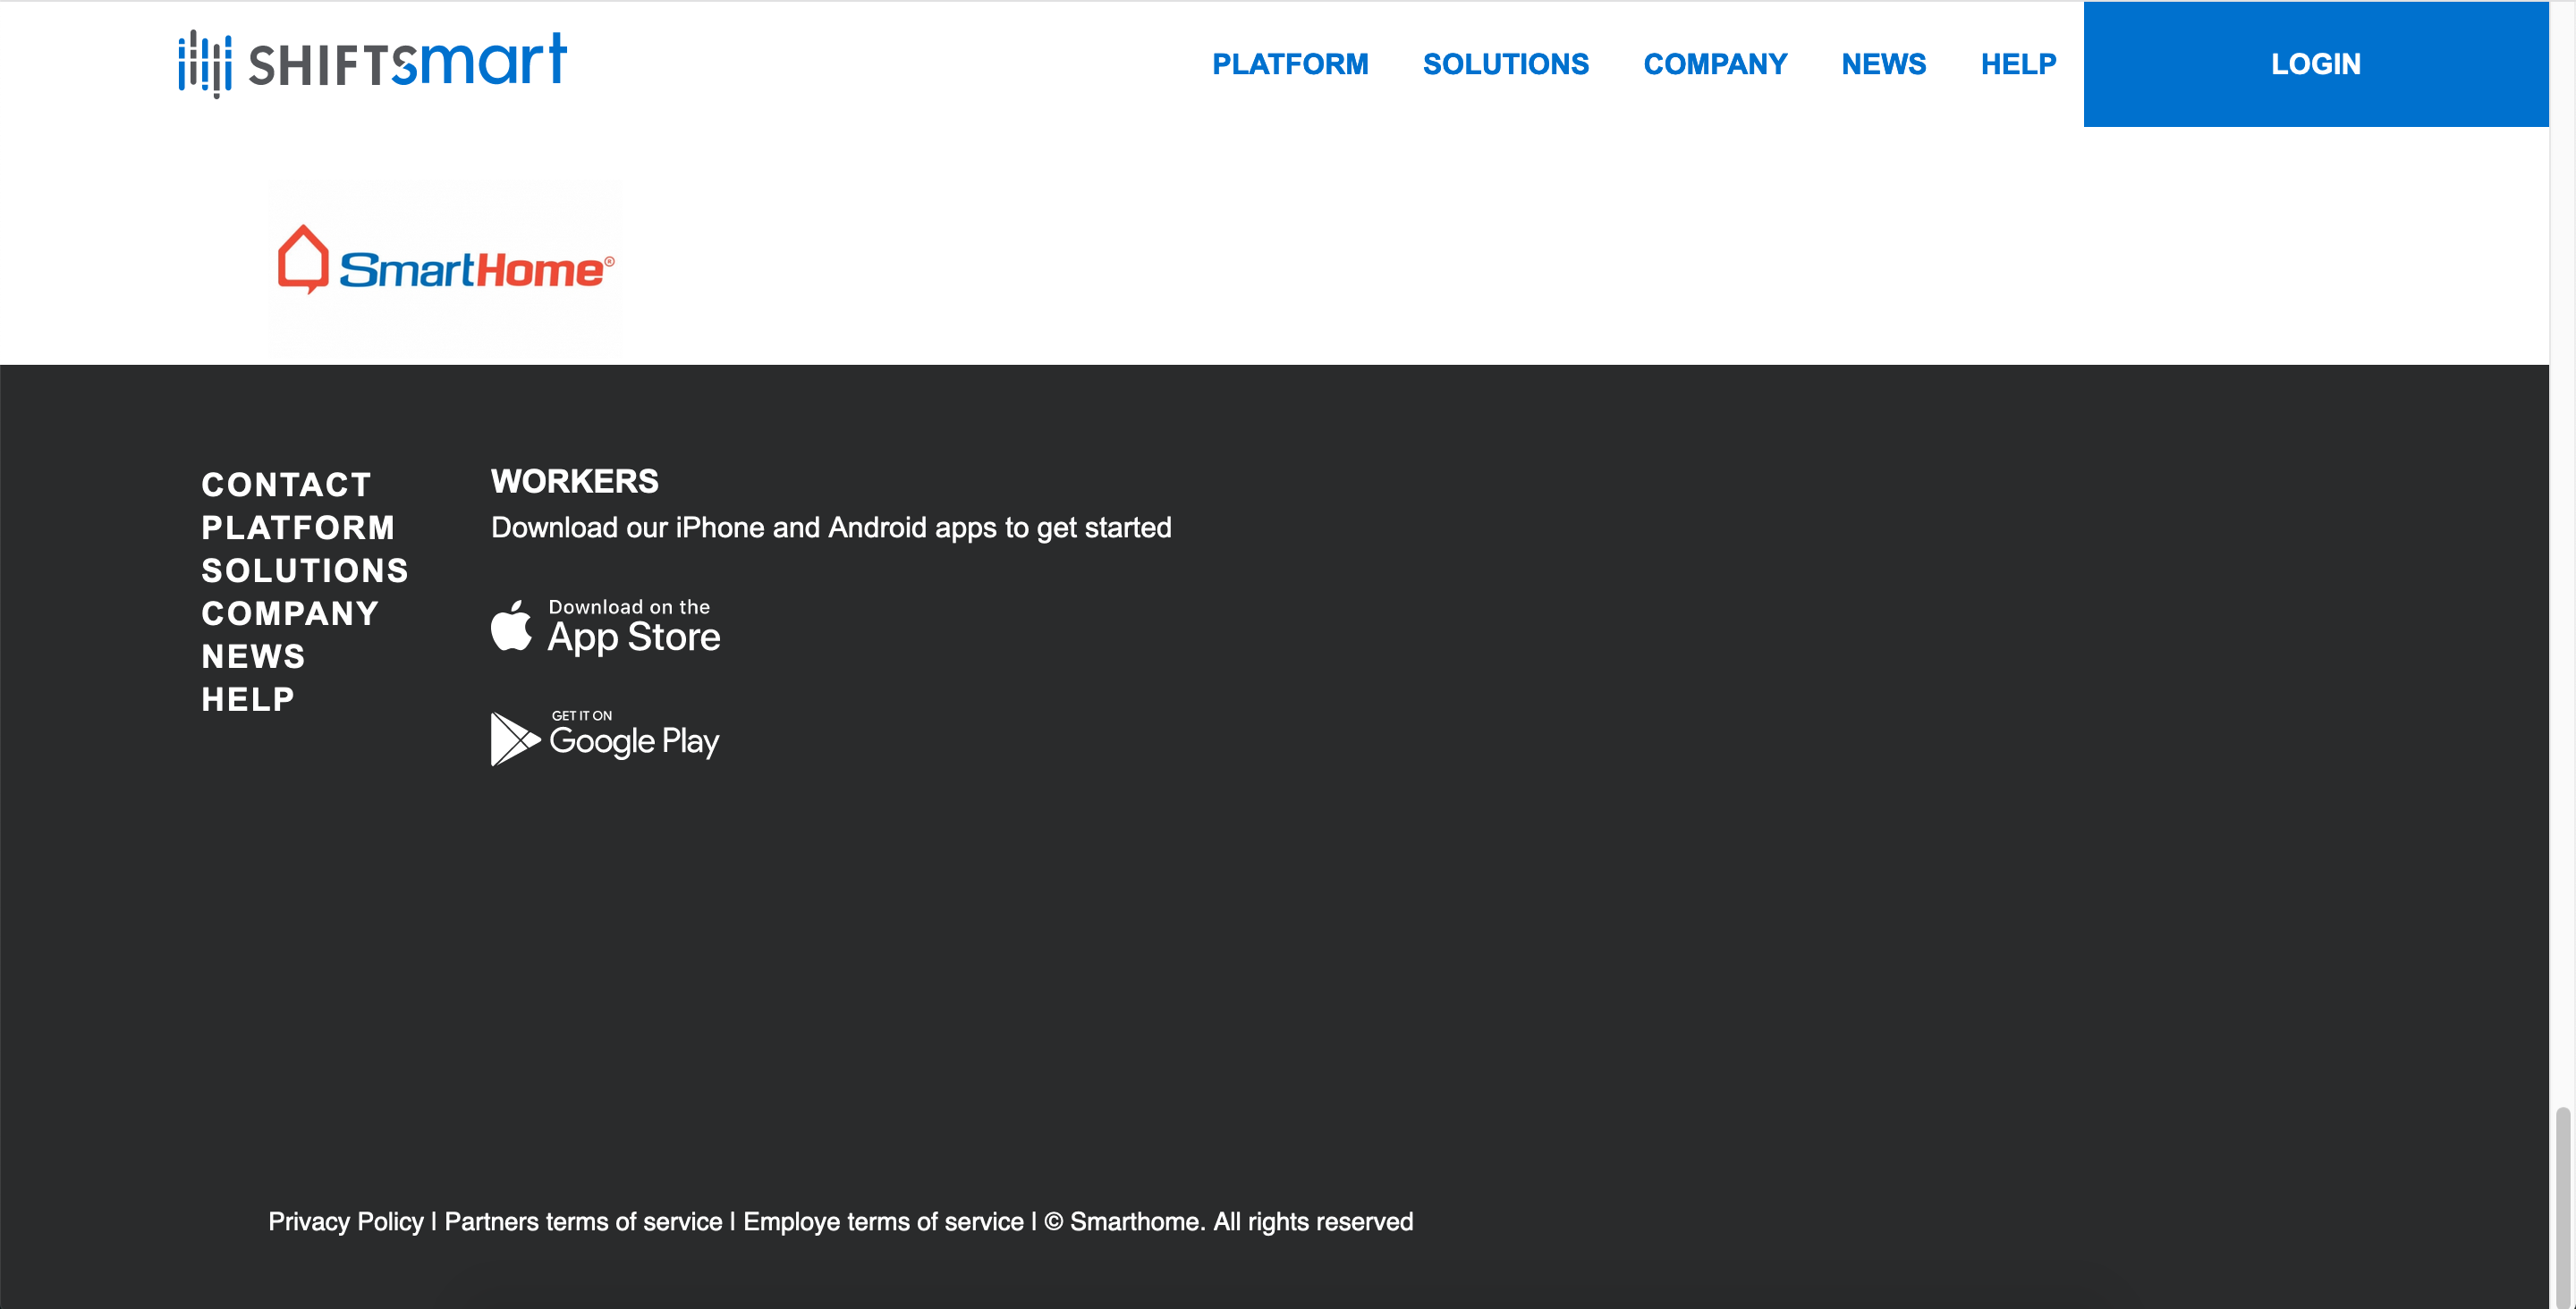 SHIFTSmart
PLATFORM SOLUTIONS COMPANY NEWS HELP LOGIN
SmartHome®
CONTACT
PLATFORM
SOLUTIONS
COMPANY
NEWS
HELP
WORKERS
Download our iPhone and Android apps to get started
Download on the
App Store
GET IT ON
Google Play
Privacy Policy | Partners terms of service | Employe terms of service | © Smarthome. All rights reserved